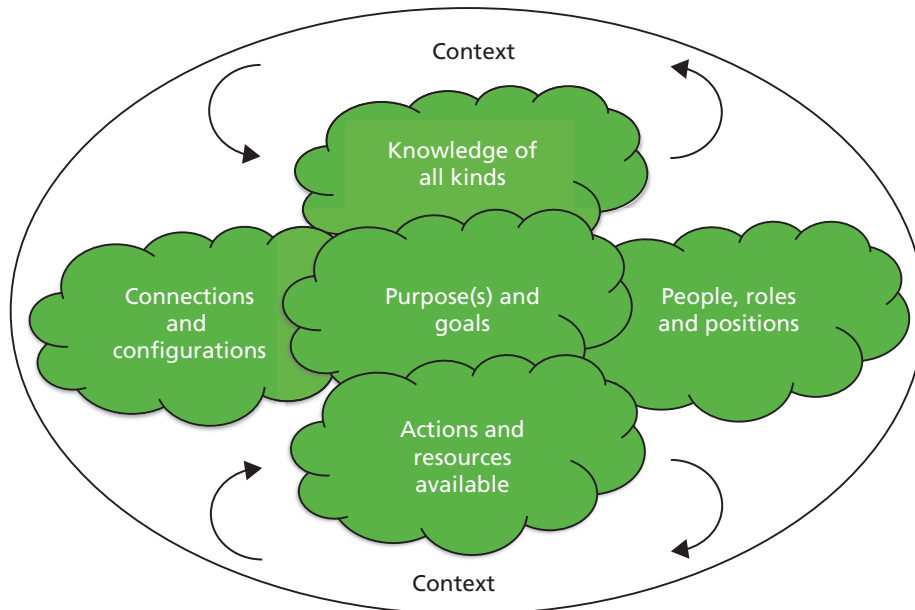 Context
Knowledge of
all kinds
Connections
and
configurations
Purpose(s) and
goals
People, roles
and positions
Actions and
resources
available
Context